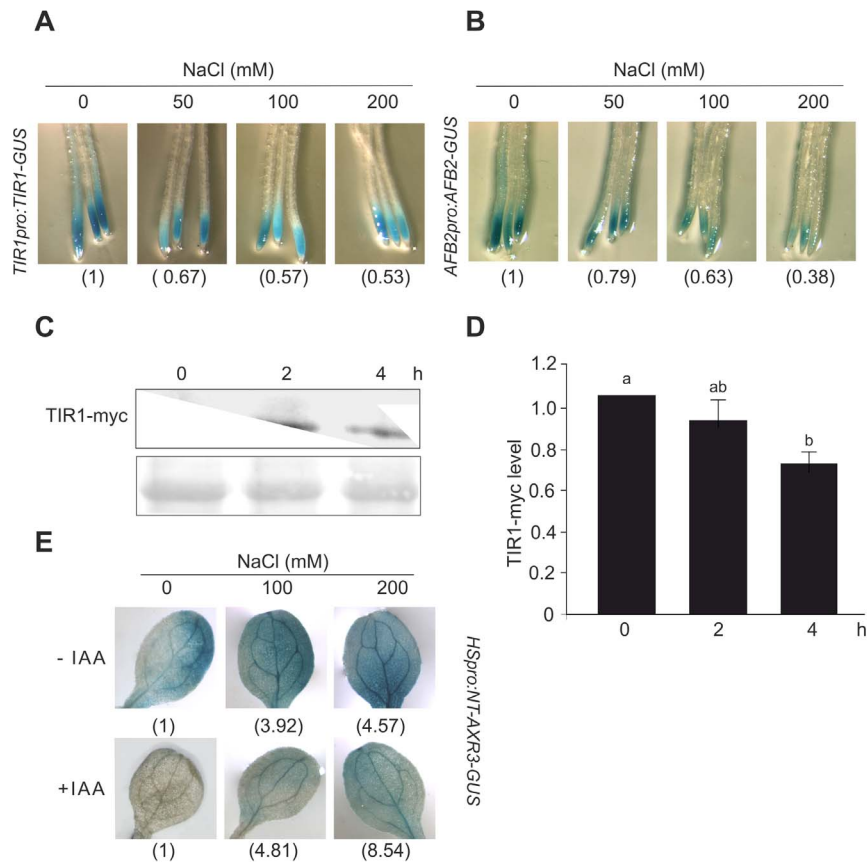 A
NaCl (mM)
0 50 100 200
TIR1pro:TIR1-GUS
(1) ( 0.67) (0.57) (0.53)
B
NaCl (mM)
0 50 100 200
AFB2pro:AFB2-GUS
(1) (0.79) (0.63) (0.38)
C
0 2 4 h
TIR1-myc
D
TIR1-myc level
1.2
1.0
0.8
0.6
0.4
0.2
0
a ab b
0 2 4 h
E
NaCl (mM)
0 100 200
- IAA
(1) (3.92) (4.57)
+IAA
(1) (4.81) (8.54)
HSpro:NT-AXR3-GUS